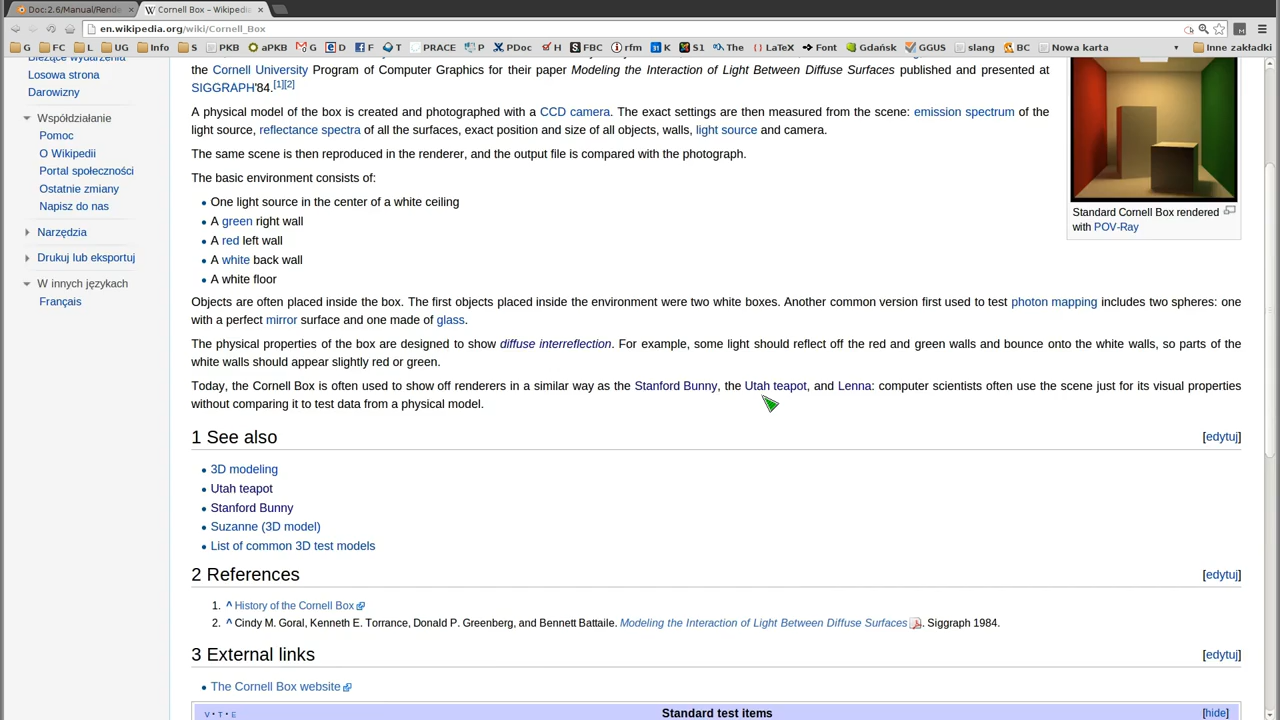 Doc:2.6/Manual/Rende
Cornell Box – Wikipedia
en.wikipedia.org/wiki/Cornell_Box
G FC L UG Info S PKB aPKB G D F T PRACE P PDoc H FBC rfm K S1 The LaTeX Font Gdańsk GGUS slang BC Nowa karta Inne zakładki
Bieżące wydarzenia
Losowa strona
Darowizny
Współdziałanie
Pomoc
O Wikipedii
Portal społeczności
Ostatnie zmiany
Napisz do nas
Narzędzia
Drukuj lub eksportuj
W innych językach
Français
the Cornell University Program of Computer Graphics for their paper Modeling the Interaction of Light Between Diffuse Surfaces published and presented at
SIGGRAPH'84.[1][2]
A physical model of the box is created and photographed with a CCD camera. The exact settings are then measured from the scene: emission spectrum of the
light source, reflectance spectra of all the surfaces, exact position and size of all objects, walls, light source and camera.
The same scene is then reproduced in the renderer, and the output file is compared with the photograph.
The basic environment consists of:
• One light source in the center of a white ceiling
• A green right wall
• A red left wall
• A white back wall
• A white floor
Standard Cornell Box rendered
with POV-Ray
Objects are often placed inside the box. The first objects placed inside the environment were two white boxes. Another common version first used to test photon mapping includes two spheres: one
with a perfect mirror surface and one made of glass.
The physical properties of the box are designed to show diffuse interreflection. For example, some light should reflect off the red and green walls and bounce onto the white walls, so parts of the
white walls should appear slightly red or green.
Today, the Cornell Box is often used to show off renderers in a similar way as the Stanford Bunny, the Utah teapot, and Lenna: computer scientists often use the scene just for its visual properties
without comparing it to test data from a physical model.
1 See also [edytuj]
• 3D modeling
• Utah teapot
• Stanford Bunny
• Suzanne (3D model)
• List of common 3D test models
2 References [edytuj]
1. ^ History of the Cornell Box
2. ^ Cindy M. Goral, Kenneth E. Torrance, Donald P. Greenberg, and Bennett Battaile. Modeling the Interaction of Light Between Diffuse Surfaces. Siggraph 1984.
3 External links [edytuj]
• The Cornell Box website
V • T • E Standard test items [hide]